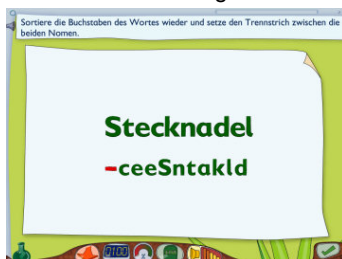 Sortiere die Buchstaben des Wortes wieder und setze den Trennstrich zwischen die
beiden Nomen.
Stecknadel
-ceeSntakld